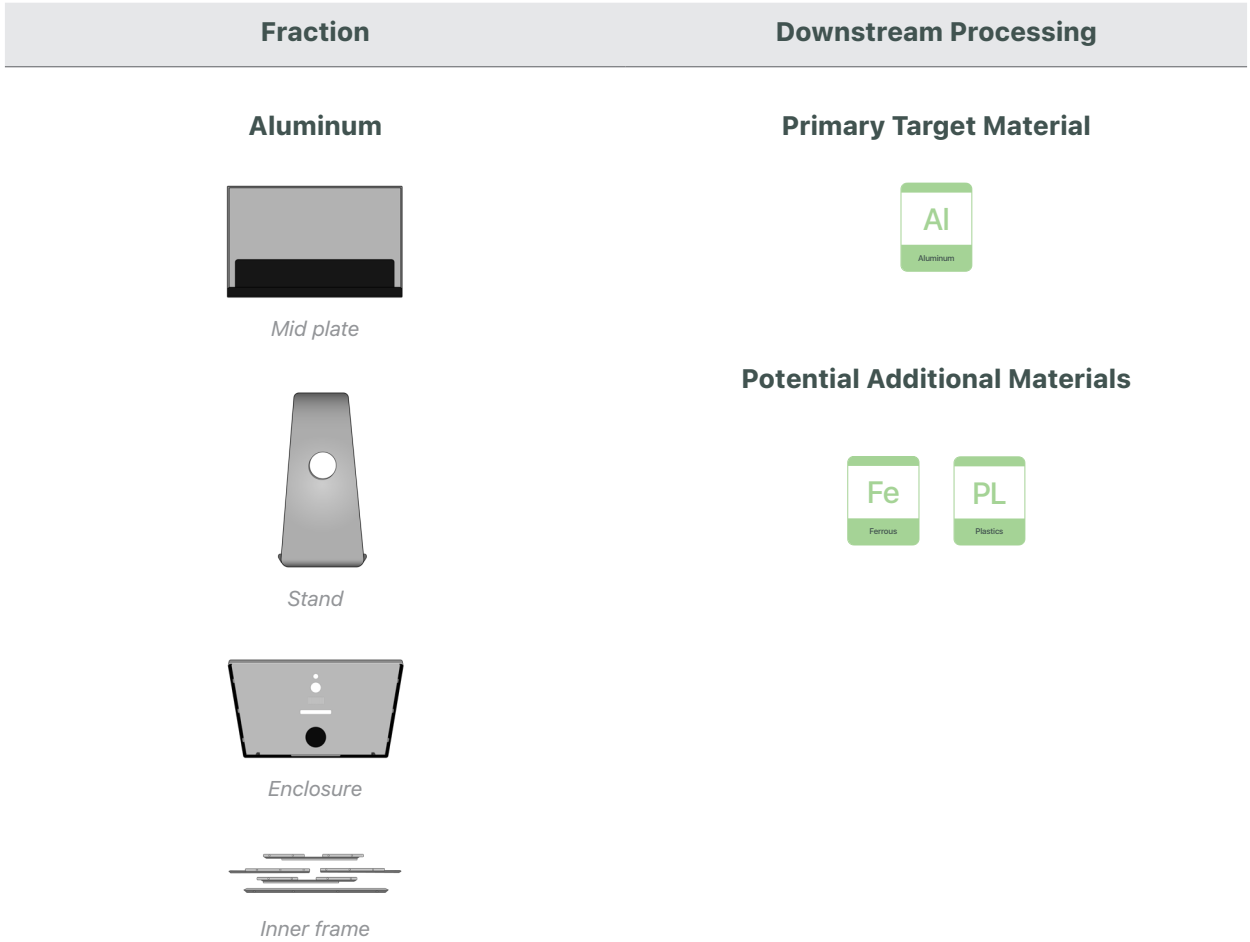 Fraction
Downstream Processing
Aluminum
Primary Target Material
Al
Aluminum
Mid plate
Potential Additional Materials
Fe
Ferrous
PL
Plastics
Stand
Enclosure
Inner frame